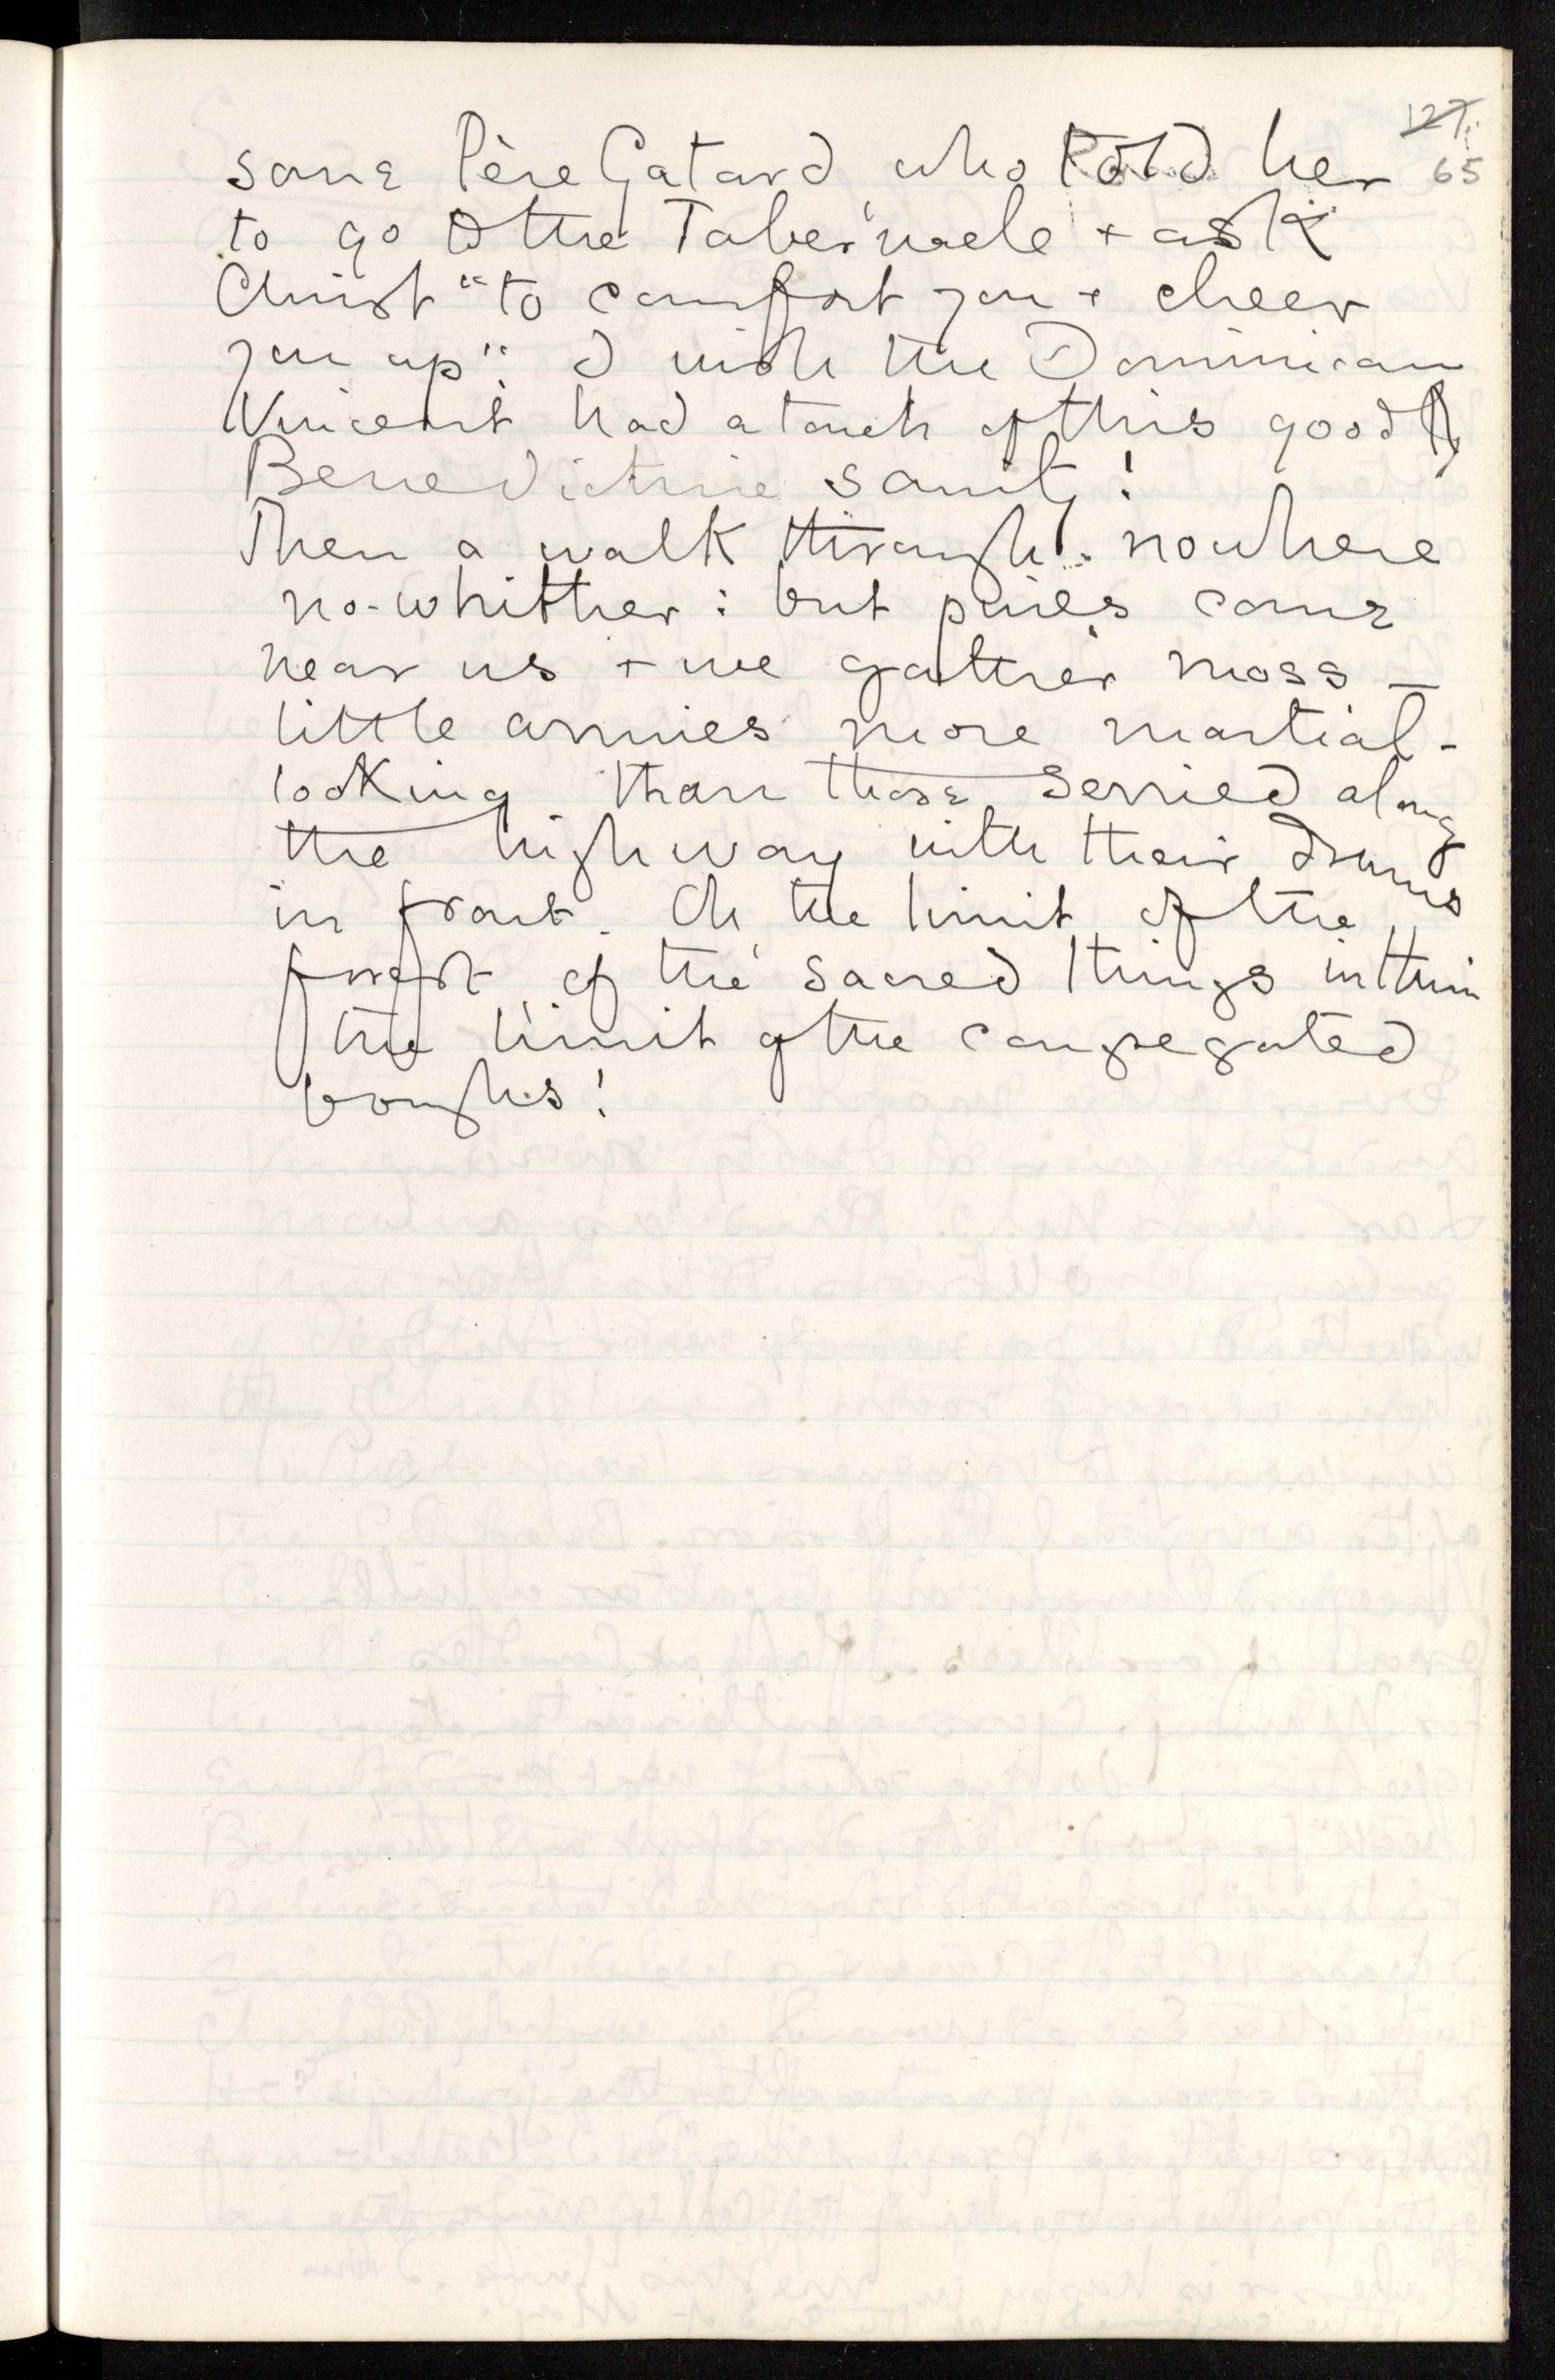 127.
65
some Père Gatard who told her
to go to the Tabernacle + ask
Christ "to comfort you + cheer
you up". I wish the Dominican
Vincent had a touch of this goodly
Benedictine sanity!
Then a walk through nowhere
no-whither: but pines come
near us + we gather moss –
little armies more martial-
looking than those serried along
the highway with their drums
in front. Oh the limit of the
forest of the sacred things within
the limit of the congregated
boughs!